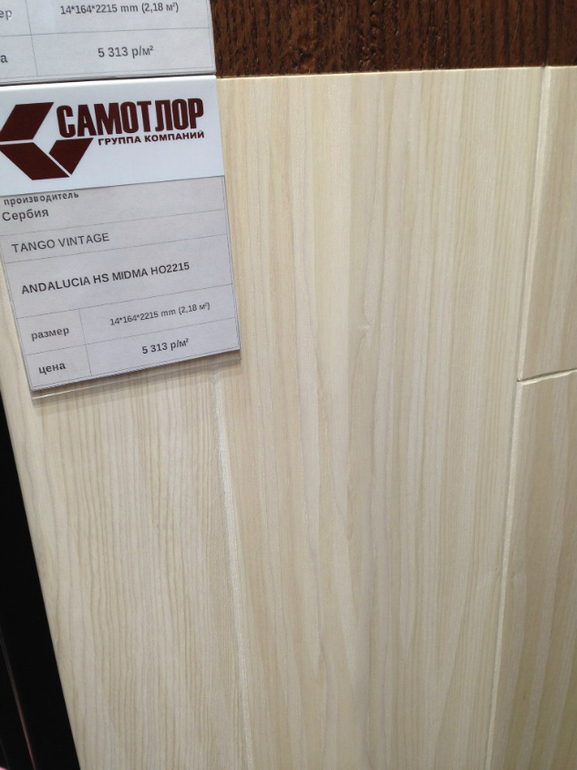 14*164*2215 mm (2,18 м²)
5 313 р/м²
САМОТЛОР
ГРУППА КОМПАНИЙ
производитель
Сербия
TANGO VINTAGE
ANDALUCIA HS MIDMA HO2215
размер 14*164*2215 mm (2,18 м²)
цена 5 313 р/м²